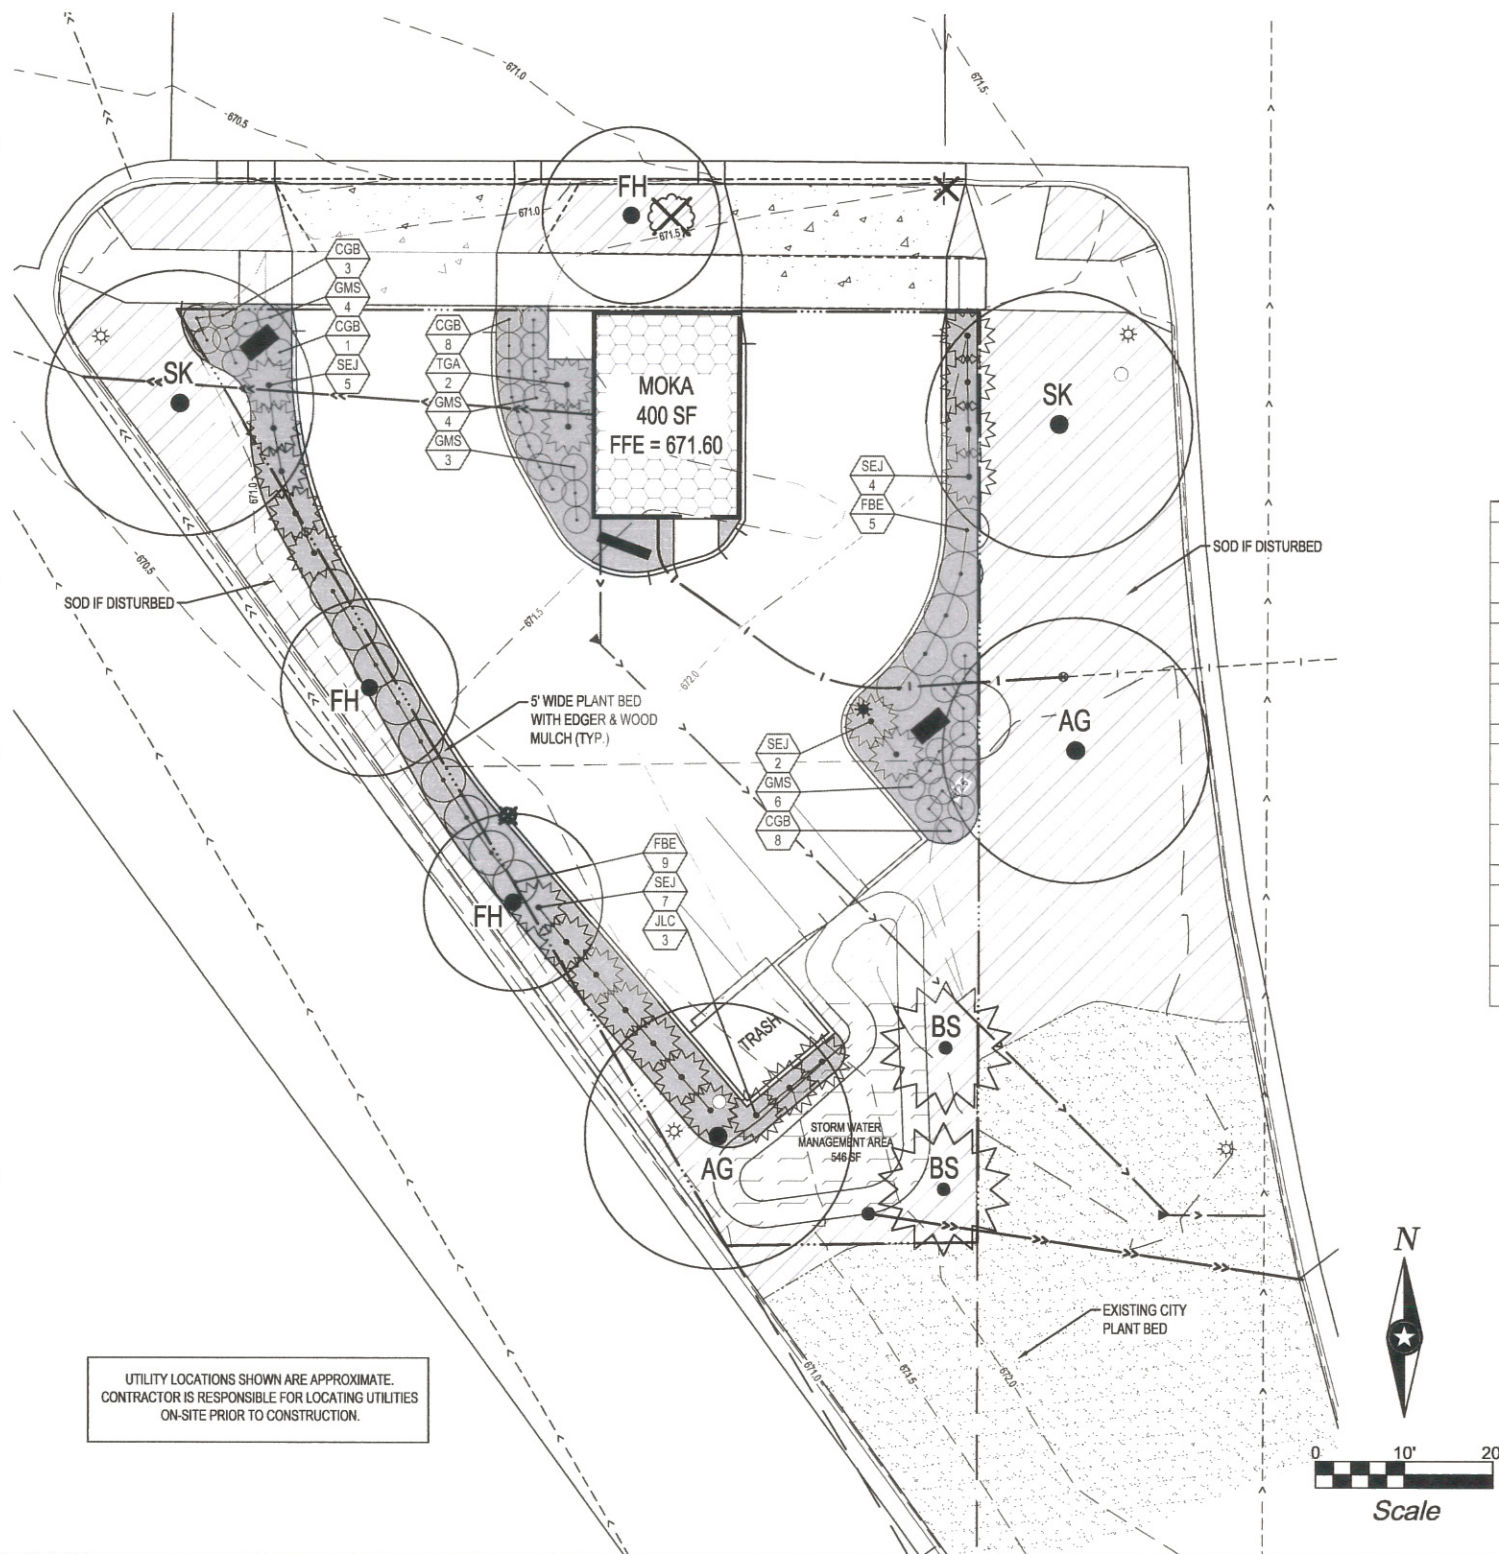 671.0
671.5
670.5
FH
671.0
671.5
CGB
3
GMS
4
CGB
1
SEJ
5
CGB
8
TGA
2
GMS
4
GMS
3
MOKA
400 SF
FFE = 671.60
SK
SK
SEJ
4
FBE
5
671.0
670.5
SOD IF DISTURBED
SOD IF DISTURBED
671.5
672.0
FH
5' WIDE PLANT BED
WITH EDGER & WOOD
MULCH (TYP.)
AG
SEJ
2
GMS
6
CGB
8
FBE
9
SEJ
7
JLC
3
FH
TRASH
BS
STORM WATER
MANAGEMENT AREA
546 SF
AG
BS
EXISTING CITY
PLANT BED
671.0
671.5
672.0
UTILITY LOCATIONS SHOWN ARE APPROXIMATE.
CONTRACTOR IS RESPONSIBLE FOR LOCATING UTILITIES
ON-SITE PRIOR TO CONSTRUCTION.
N
0 10' 20
Scale